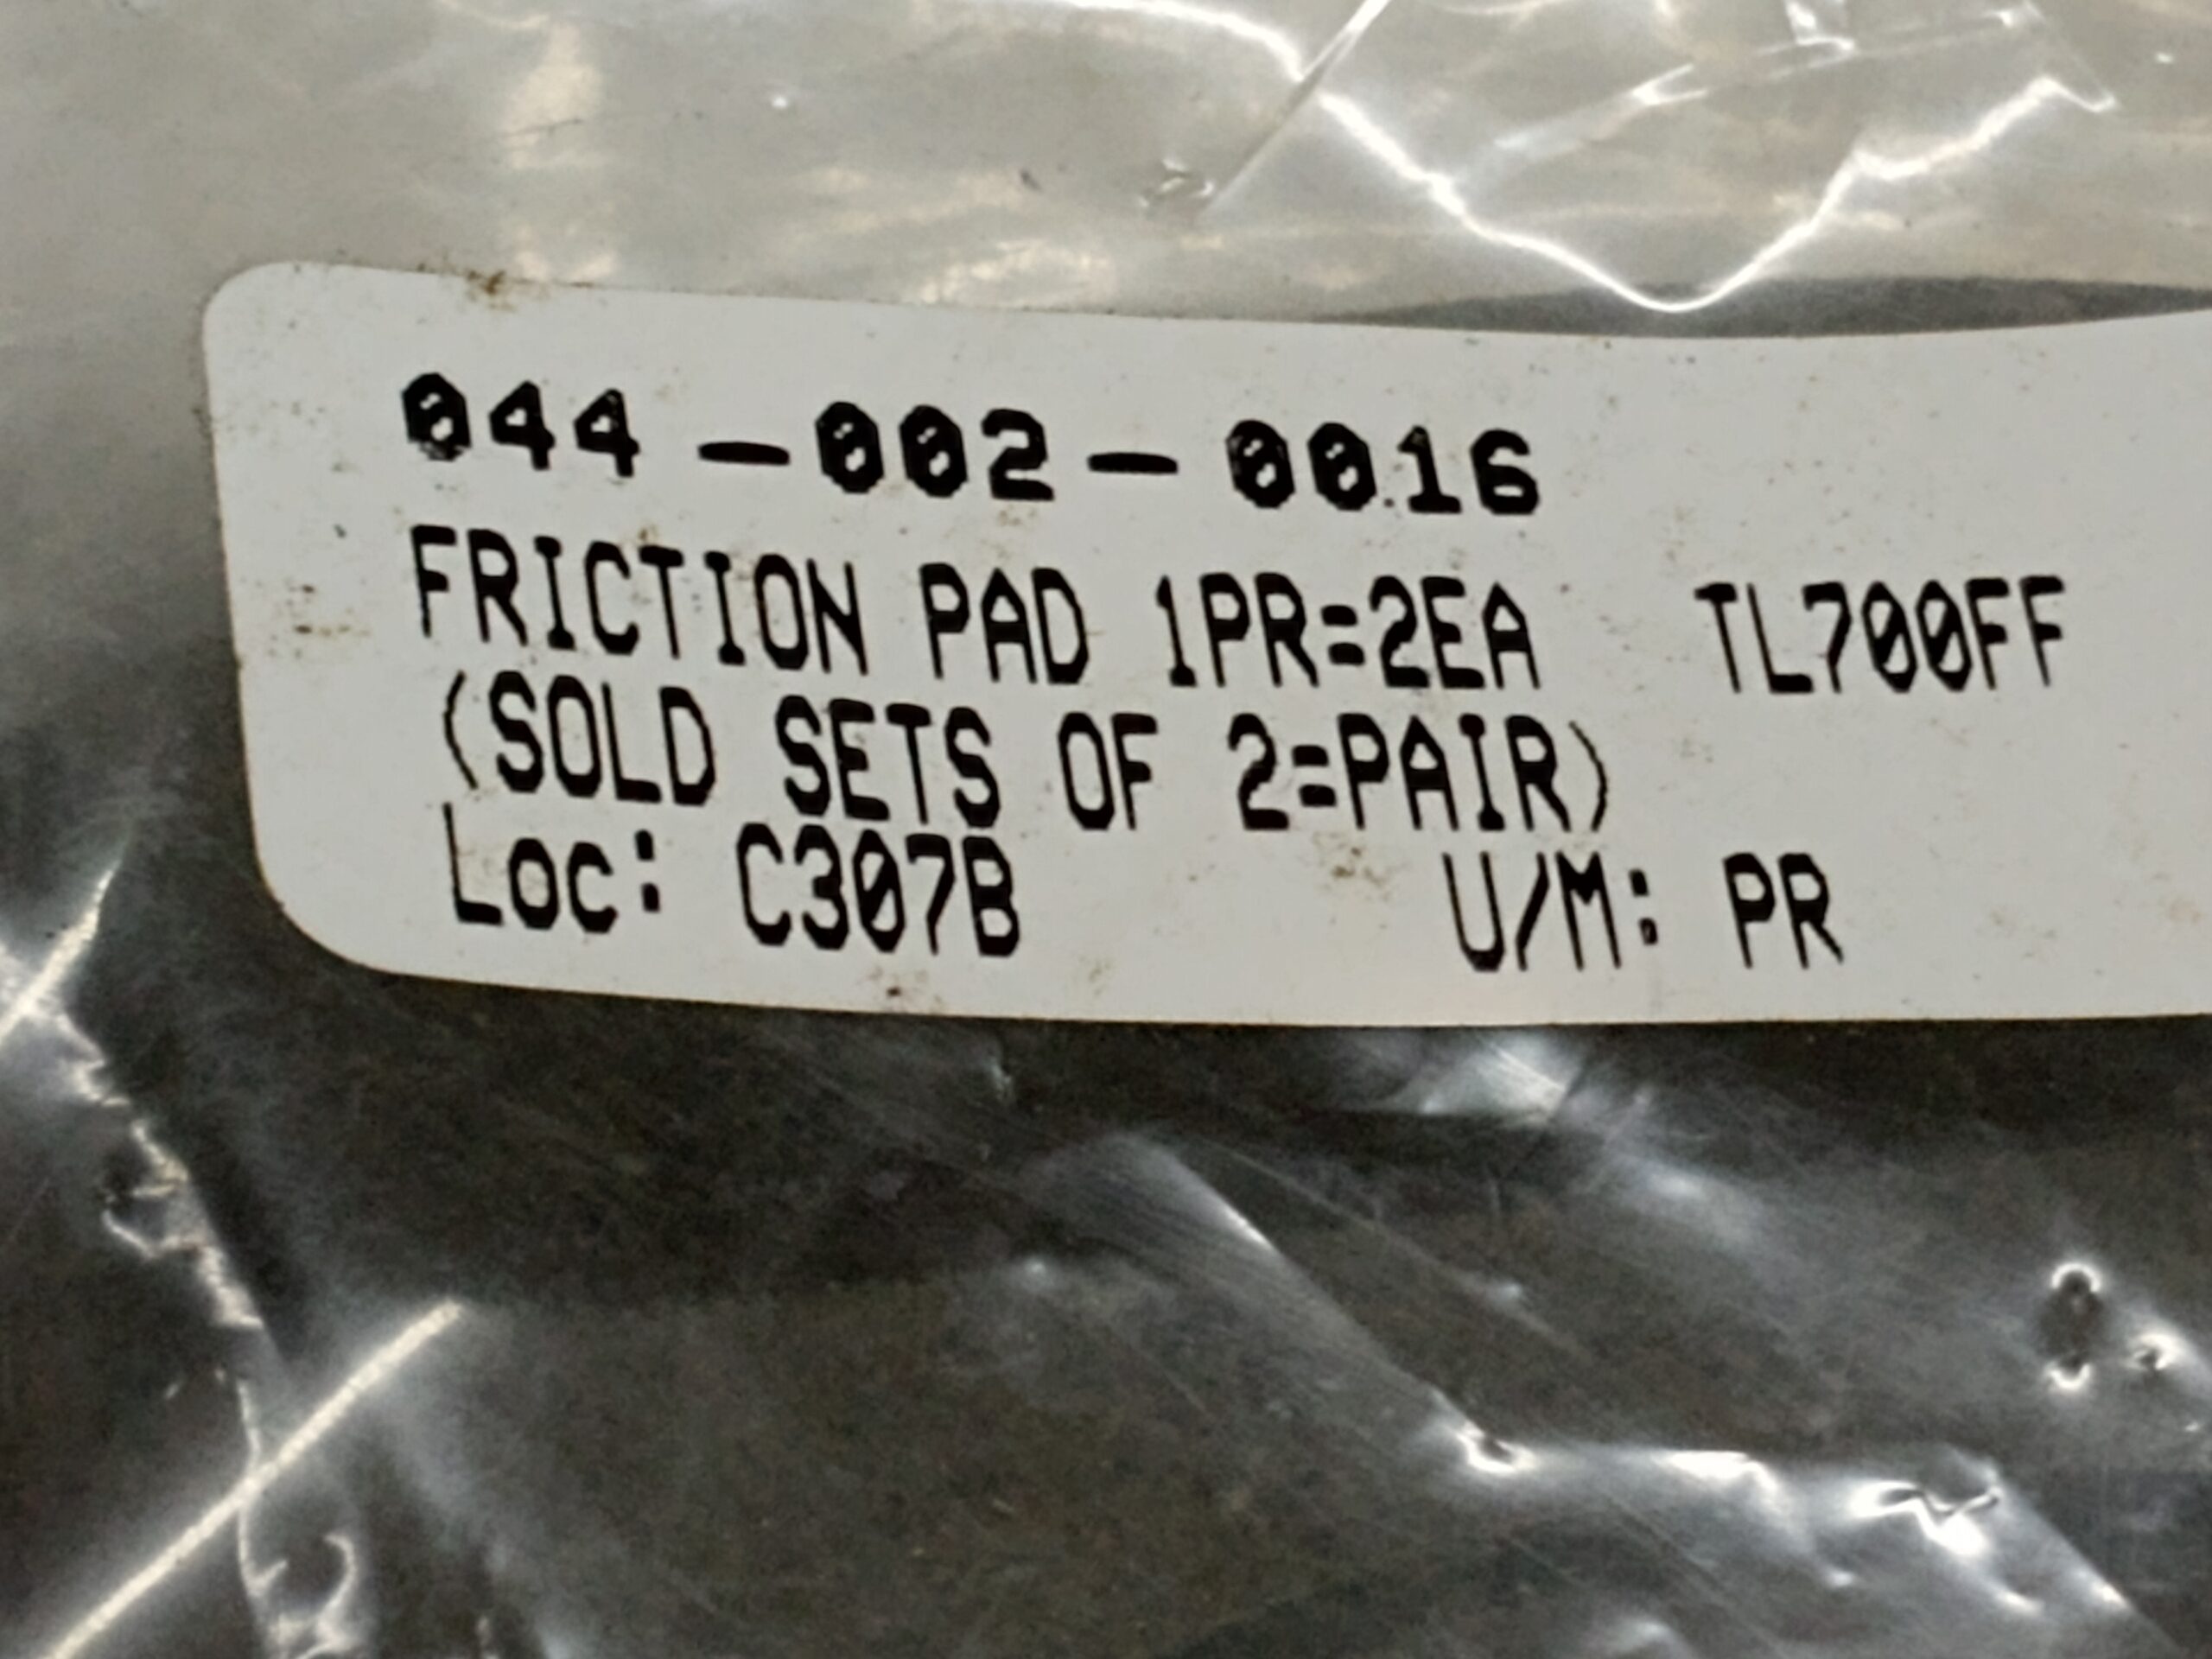 044-002-0016
FRICTION PAD 1PR=2EA TL700FF
(SOLD SETS OF 2=PAIR)
Loc: C307B U/M: PR